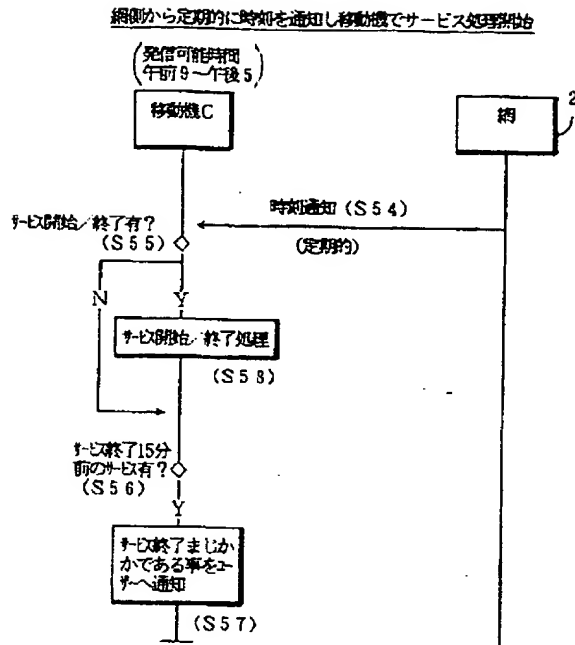 網側から定期的に時刻を通知し移動機でサービス処理開始
(発信可能時間
午前9～午後5)
移動機C
網
2
時刻通知(S54)
(定期的)
サービス開始/終了有?
(S55)
N
Y
サービス開始/終了処理
(S58)
サービス終了15分
前のサービス有?
(S56)
Y
サービス終了まじか
かである事をユー
ザーへ通知
(S57)